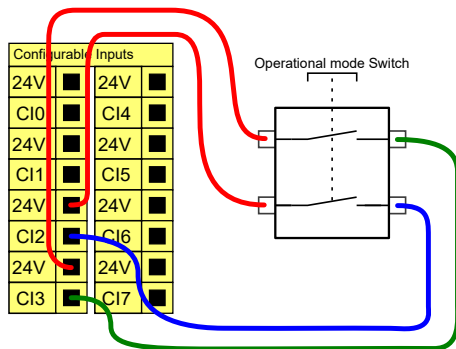 Configurable Inputs
Operational mode Switch
24V 24V
CI0 CI4
24V 24V
CI1 CI5
24V 24V
CI2 CI6
24V 24V
CI3 CI7